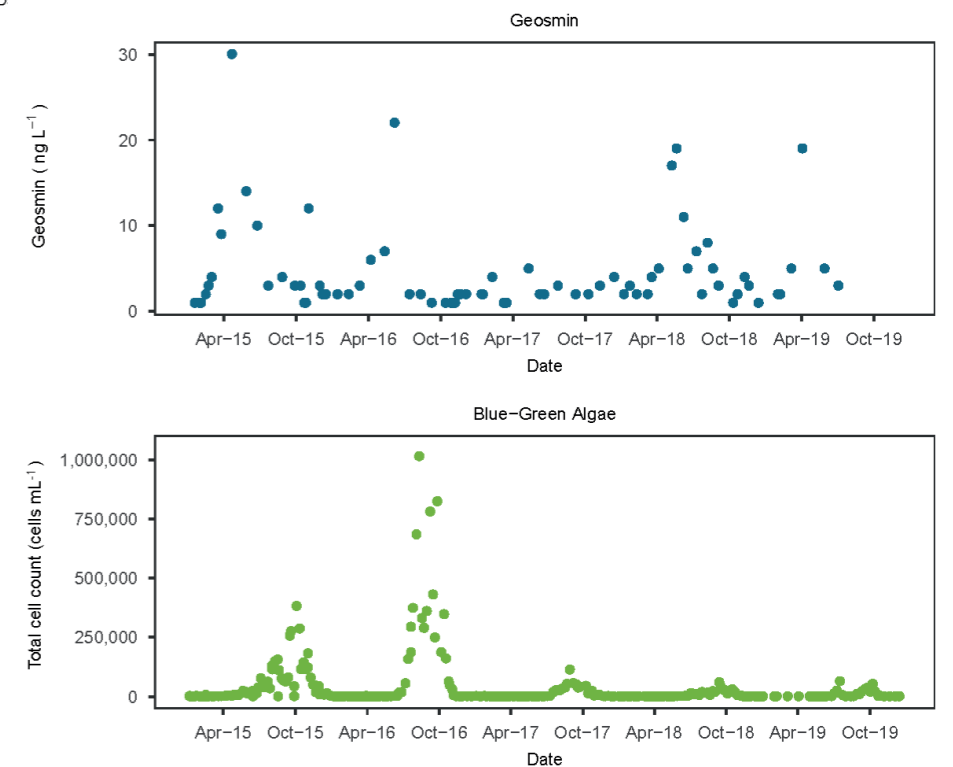 Geosmin
30
20
10
0
Geosmin ( ng L⁻¹ )
Apr−15 Oct−15 Apr−16 Oct−16 Apr−17 Oct−17 Apr−18 Oct−18 Apr−19 Oct−19
Date
Blue−Green Algae
1,000,000
750,000
500,000
250,000
0
Total cell count (cells mL⁻¹ )
Apr−15 Oct−15 Apr−16 Oct−16 Apr−17 Oct−17 Apr−18 Oct−18 Apr−19 Oct−19
Date